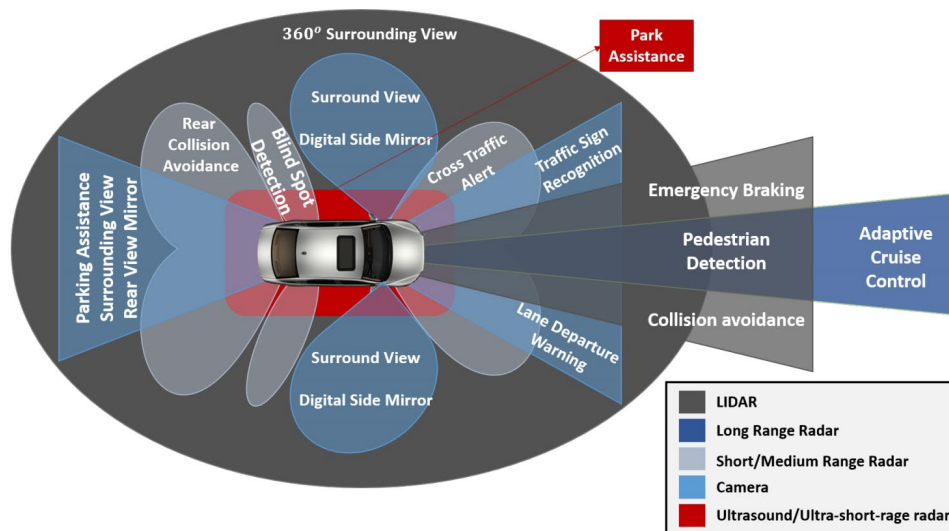 360° Surrounding View
Park
Assistance
Surround View
Digital Side Mirror
Rear
Collision
Avoidance
Blind Spot
Detection
Cross Traffic
Alert
Traffic Sign
Recognition
Emergency Braking
Parking Assistance
Surrounding View
Rear View Mirror
Pedestrian
Detection
Adaptive
Cruise
Control
Collision avoidance
Lane Departure
Warning
Surround View
Digital Side Mirror
LIDAR
Long Range Radar
Short/Medium Range Radar
Camera
Ultrasound/Ultra-short-rage radar